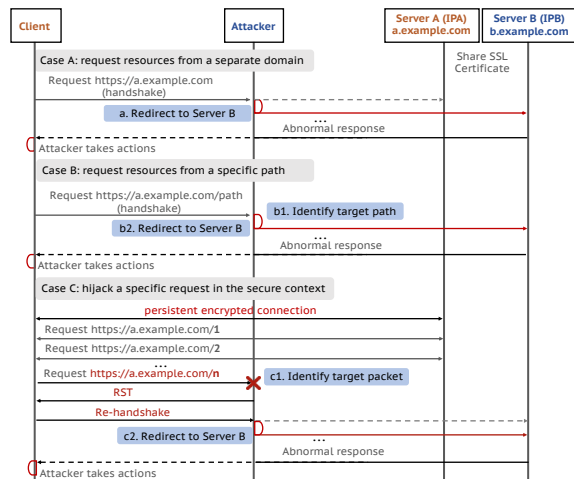 Client
Attacker
Server A (IPA)
a.example.com
Server B (IPB)
b.example.com
Case A: request resources from a separate domain
Share SSL
Certificate
Request https://a.example.com
(handshake)
a. Redirect to Server B
...
Abnormal response
Attacker takes actions
Case B: request resources from a specific path
Request https://a.example.com/path
(handshake)
b1. Identify target path
b2. Redirect to Server B
...
Abnormal response
Attacker takes actions
Case C: hijack a specific request in the secure context
persistent encrypted connection
Request https://a.example.com/1
Request https://a.example.com/2
...
Request https://a.example.com/n
c1. Identify target packet
RST
Re-handshake
c2. Redirect to Server B
...
Abnormal response
Attacker takes actions